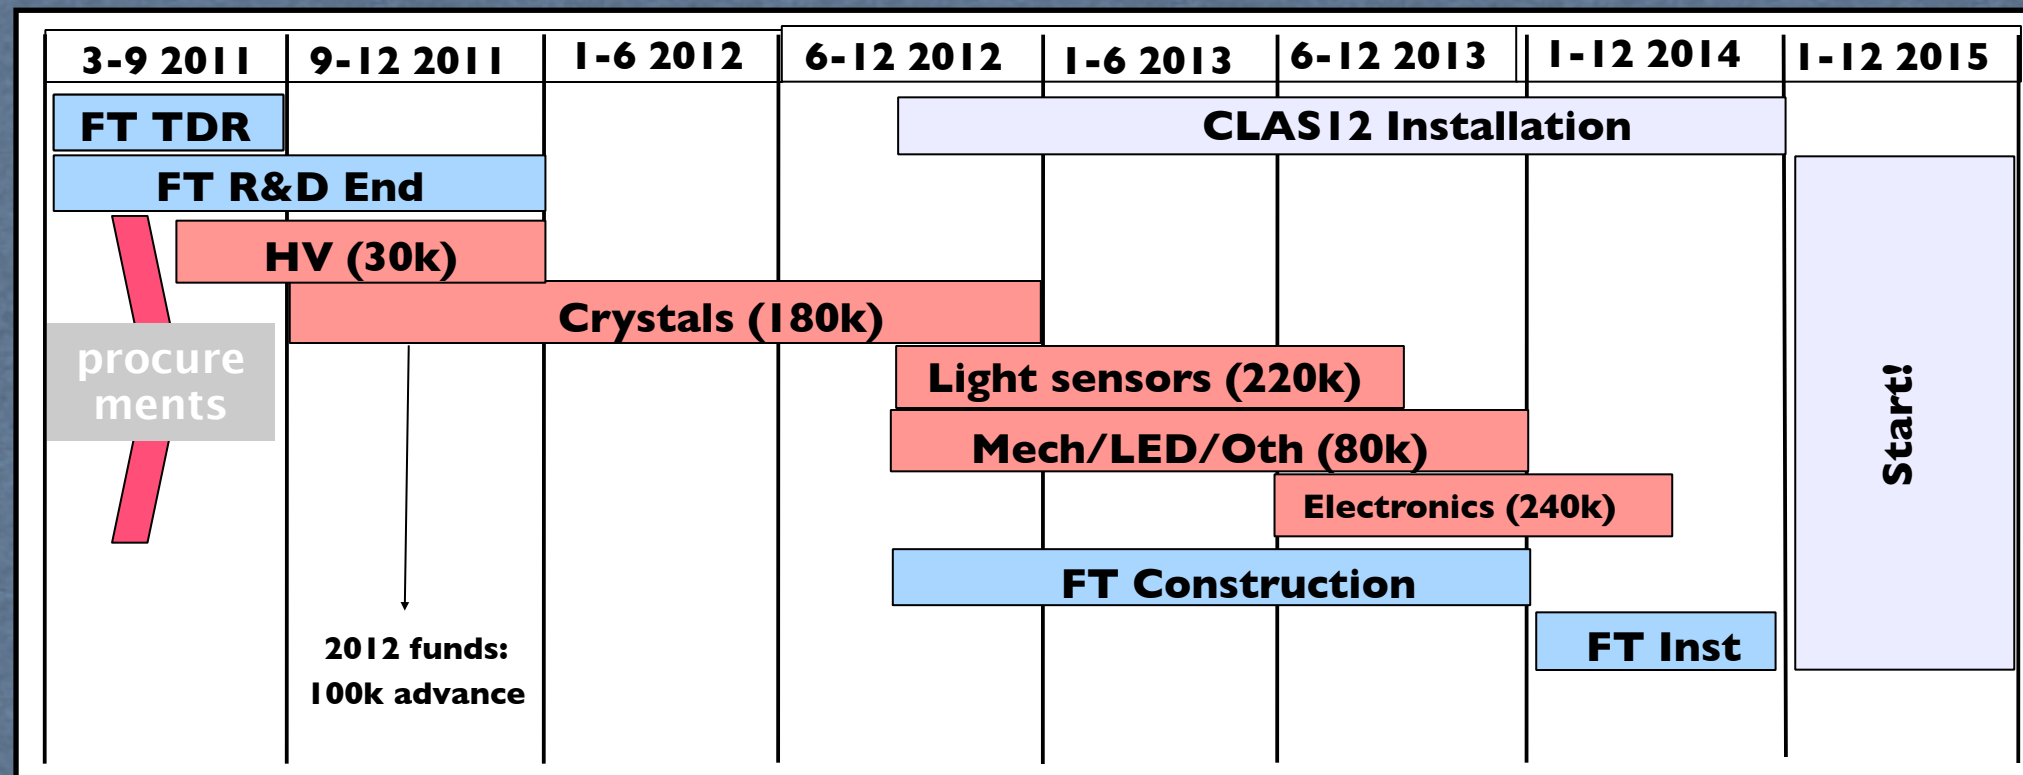 3-9 2011
9-12 2011
1-6 2012
6-12 2012
1-6 2013
6-12 2013
1-12 2014
1-12 2015
FT TDR
CLAS12 Installation
FT R&D End
HV (30k)
Crystals (180k)
procure
ments
Light sensors (220k)
Mech/LED/Oth (80k)
Electronics (240k)
Start!
FT Construction
FT Inst
2012 funds:
100k advance